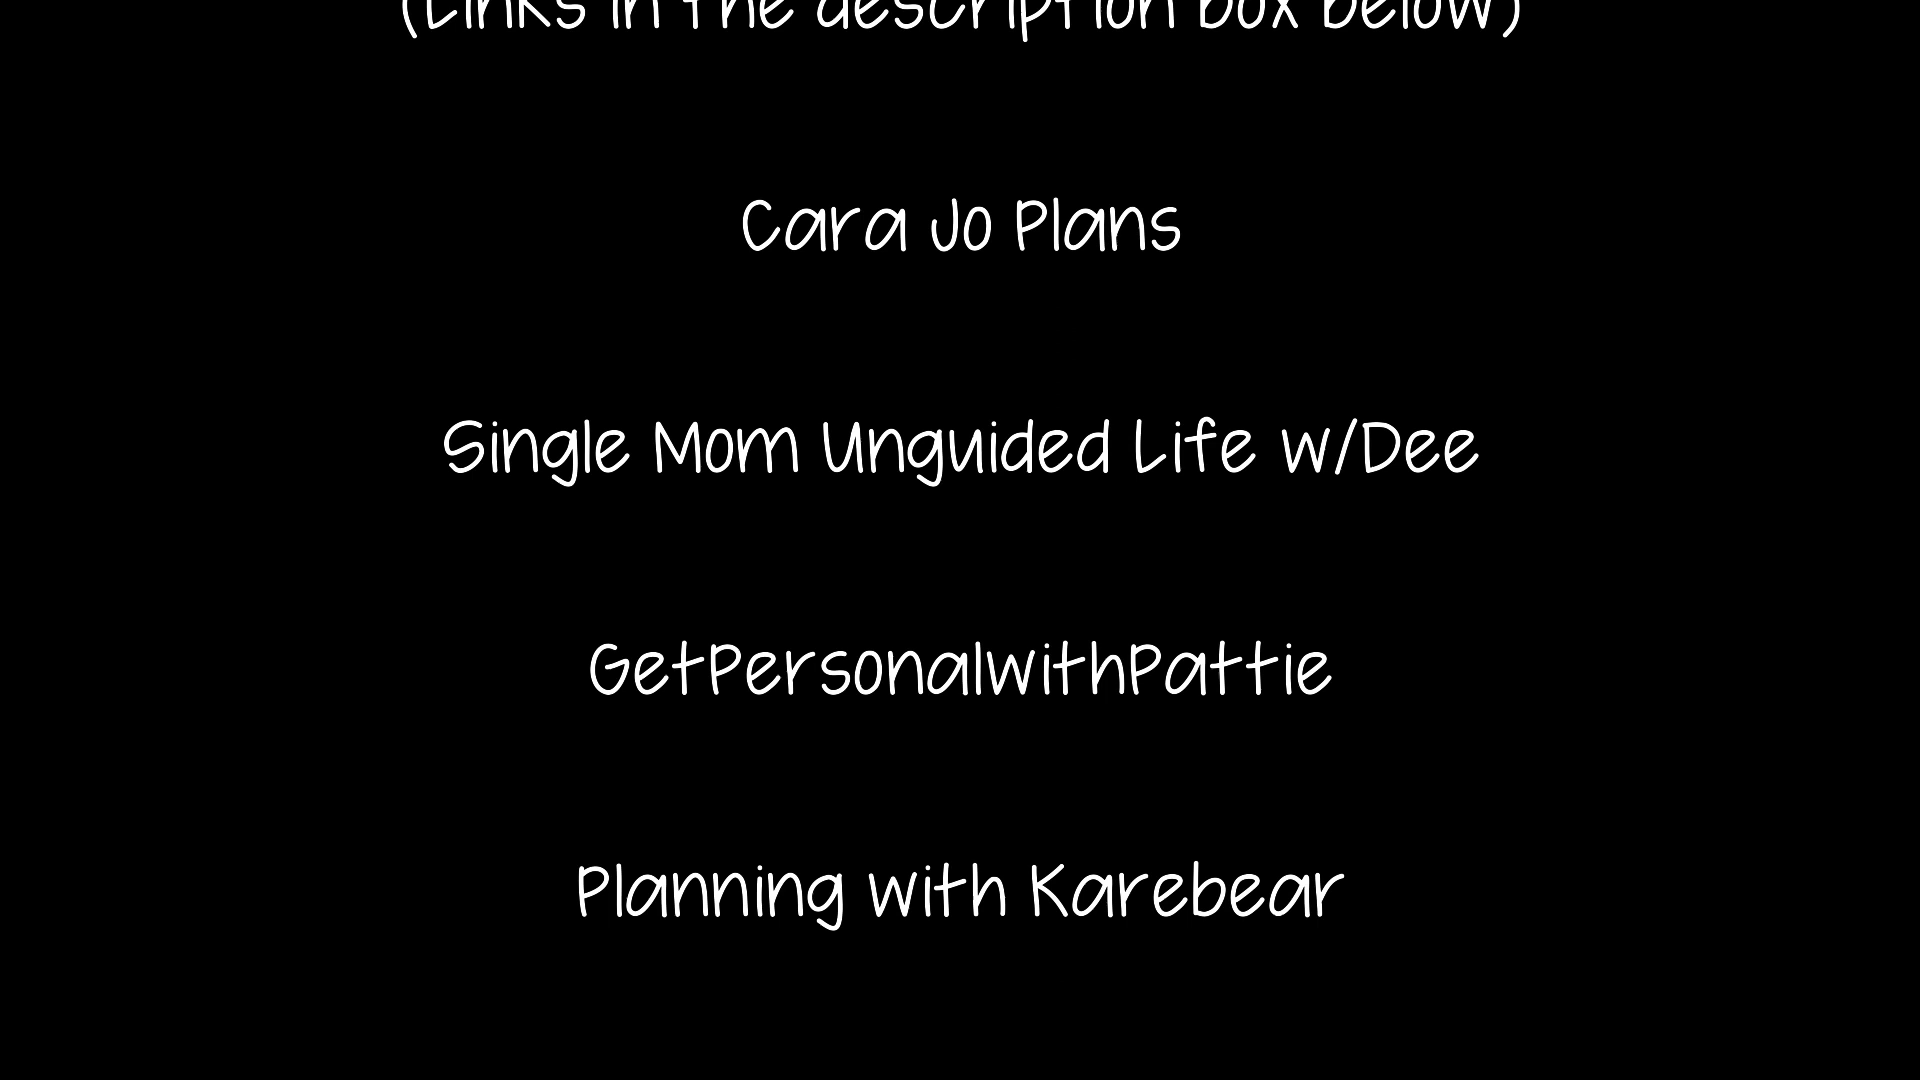 (Links in the description box below)
Cara Jo Plans
Single Mom Unguided Life w/Dee
GetPersonalwithPattie
Planning with Karebear